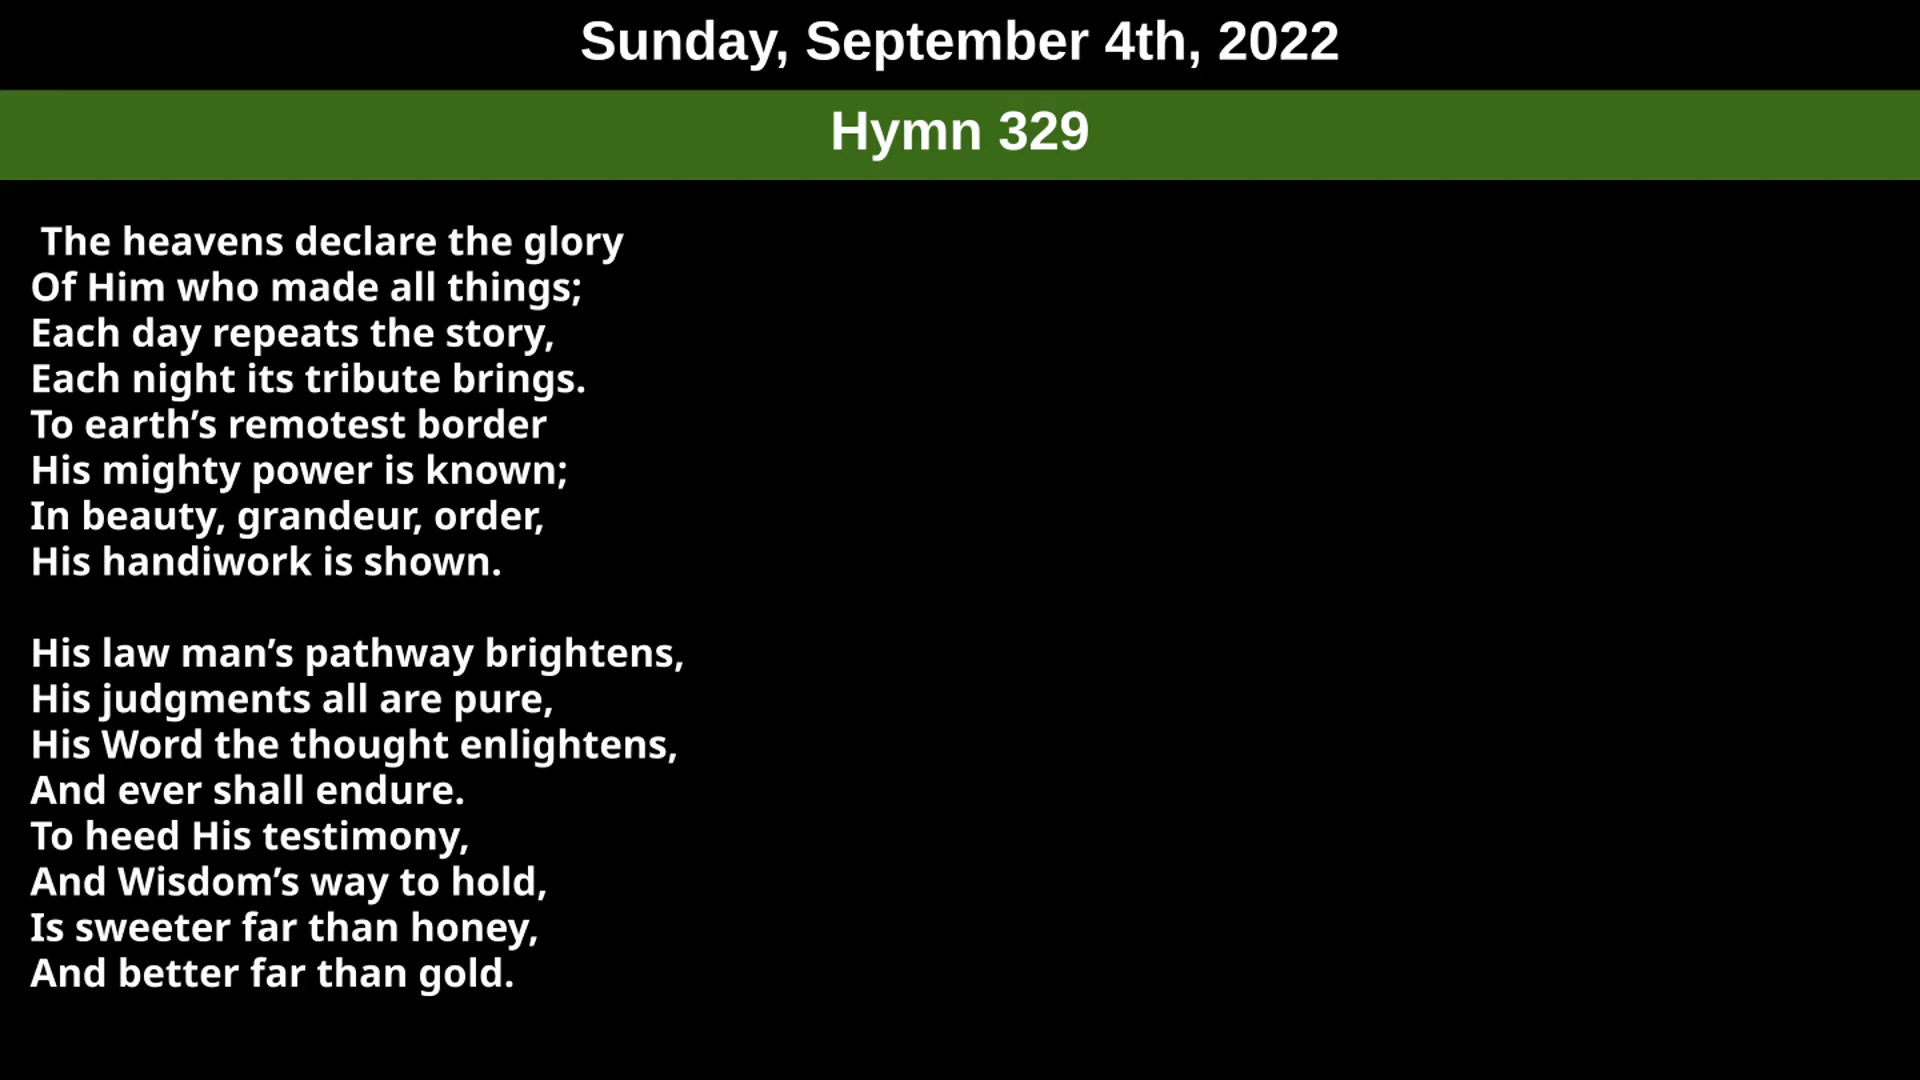 Sunday, September 4th, 2022
Hymn 329
The heavens declare the glory
Of Him who made all things;
Each day repeats the story,
Each night its tribute brings.
To earth’s remotest border
His mighty power is known;
In beauty, grandeur, order,
His handiwork is shown.
His law man’s pathway brightens,
His judgments all are pure,
His Word the thought enlightens,
And ever shall endure.
To heed His testimony,
And Wisdom’s way to hold,
Is sweeter far than honey,
And better far than gold.